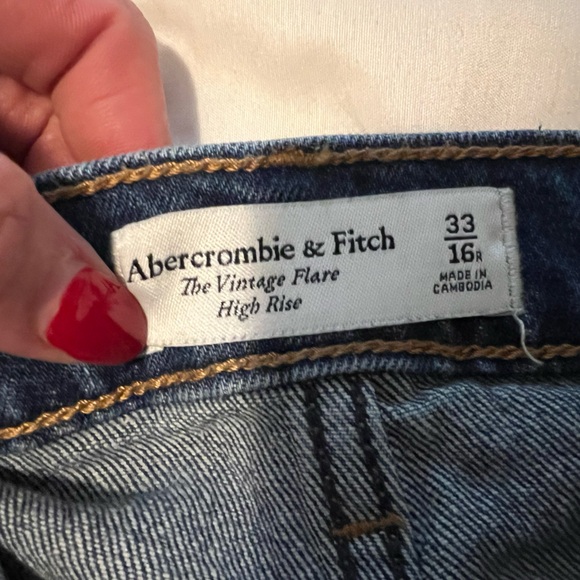 Abercrombie & Fitch
The Vintage Flare
High Rise
33
16R
MADE IN
CAMBODIA